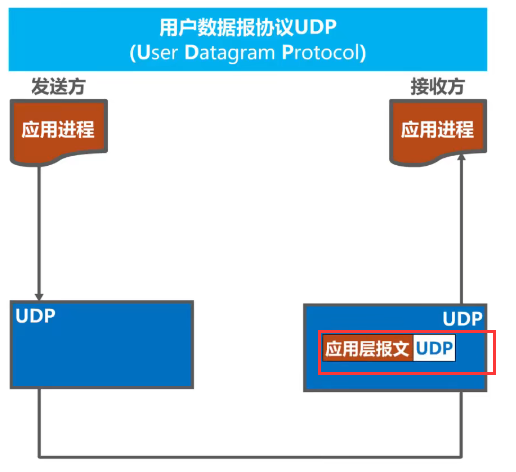 用户数据报协议UDP
(User Datagram Protocol)
发送方
接收方
应用进程
应用进程
UDP
UDP
应用层报文 UDP